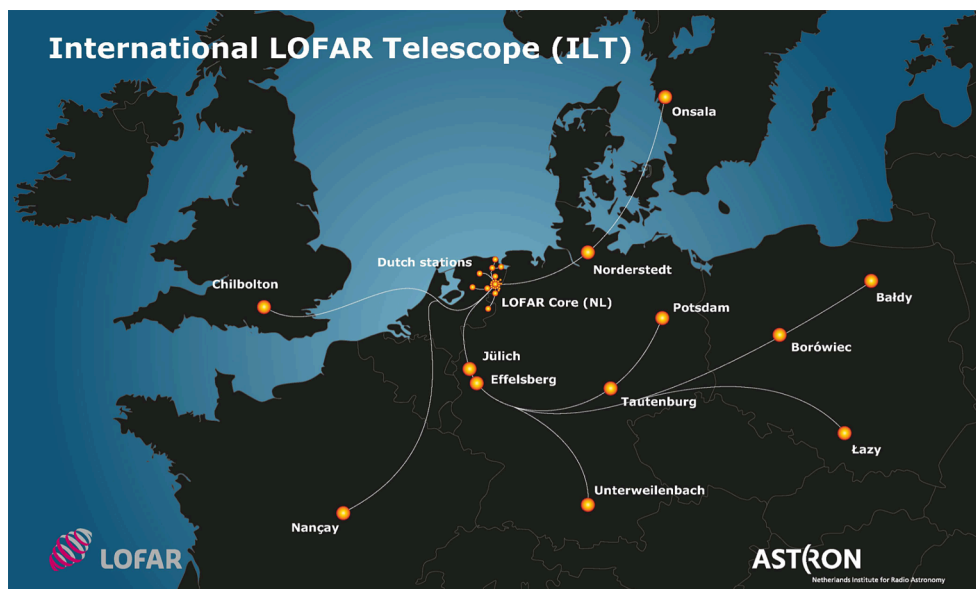 International LOFAR Telescope (ILT)
Onsala
Dutch stations
Norderstedt
Chilbolton
LOFAR Core (NL)
Bałdy
Potsdam
Borówiec
Jülich
Effelsberg
Tautenburg
Łazy
Unterweilenbach
Nançay
LOFAR
ASTRON
Netherlands Institute for Radio Astronomy